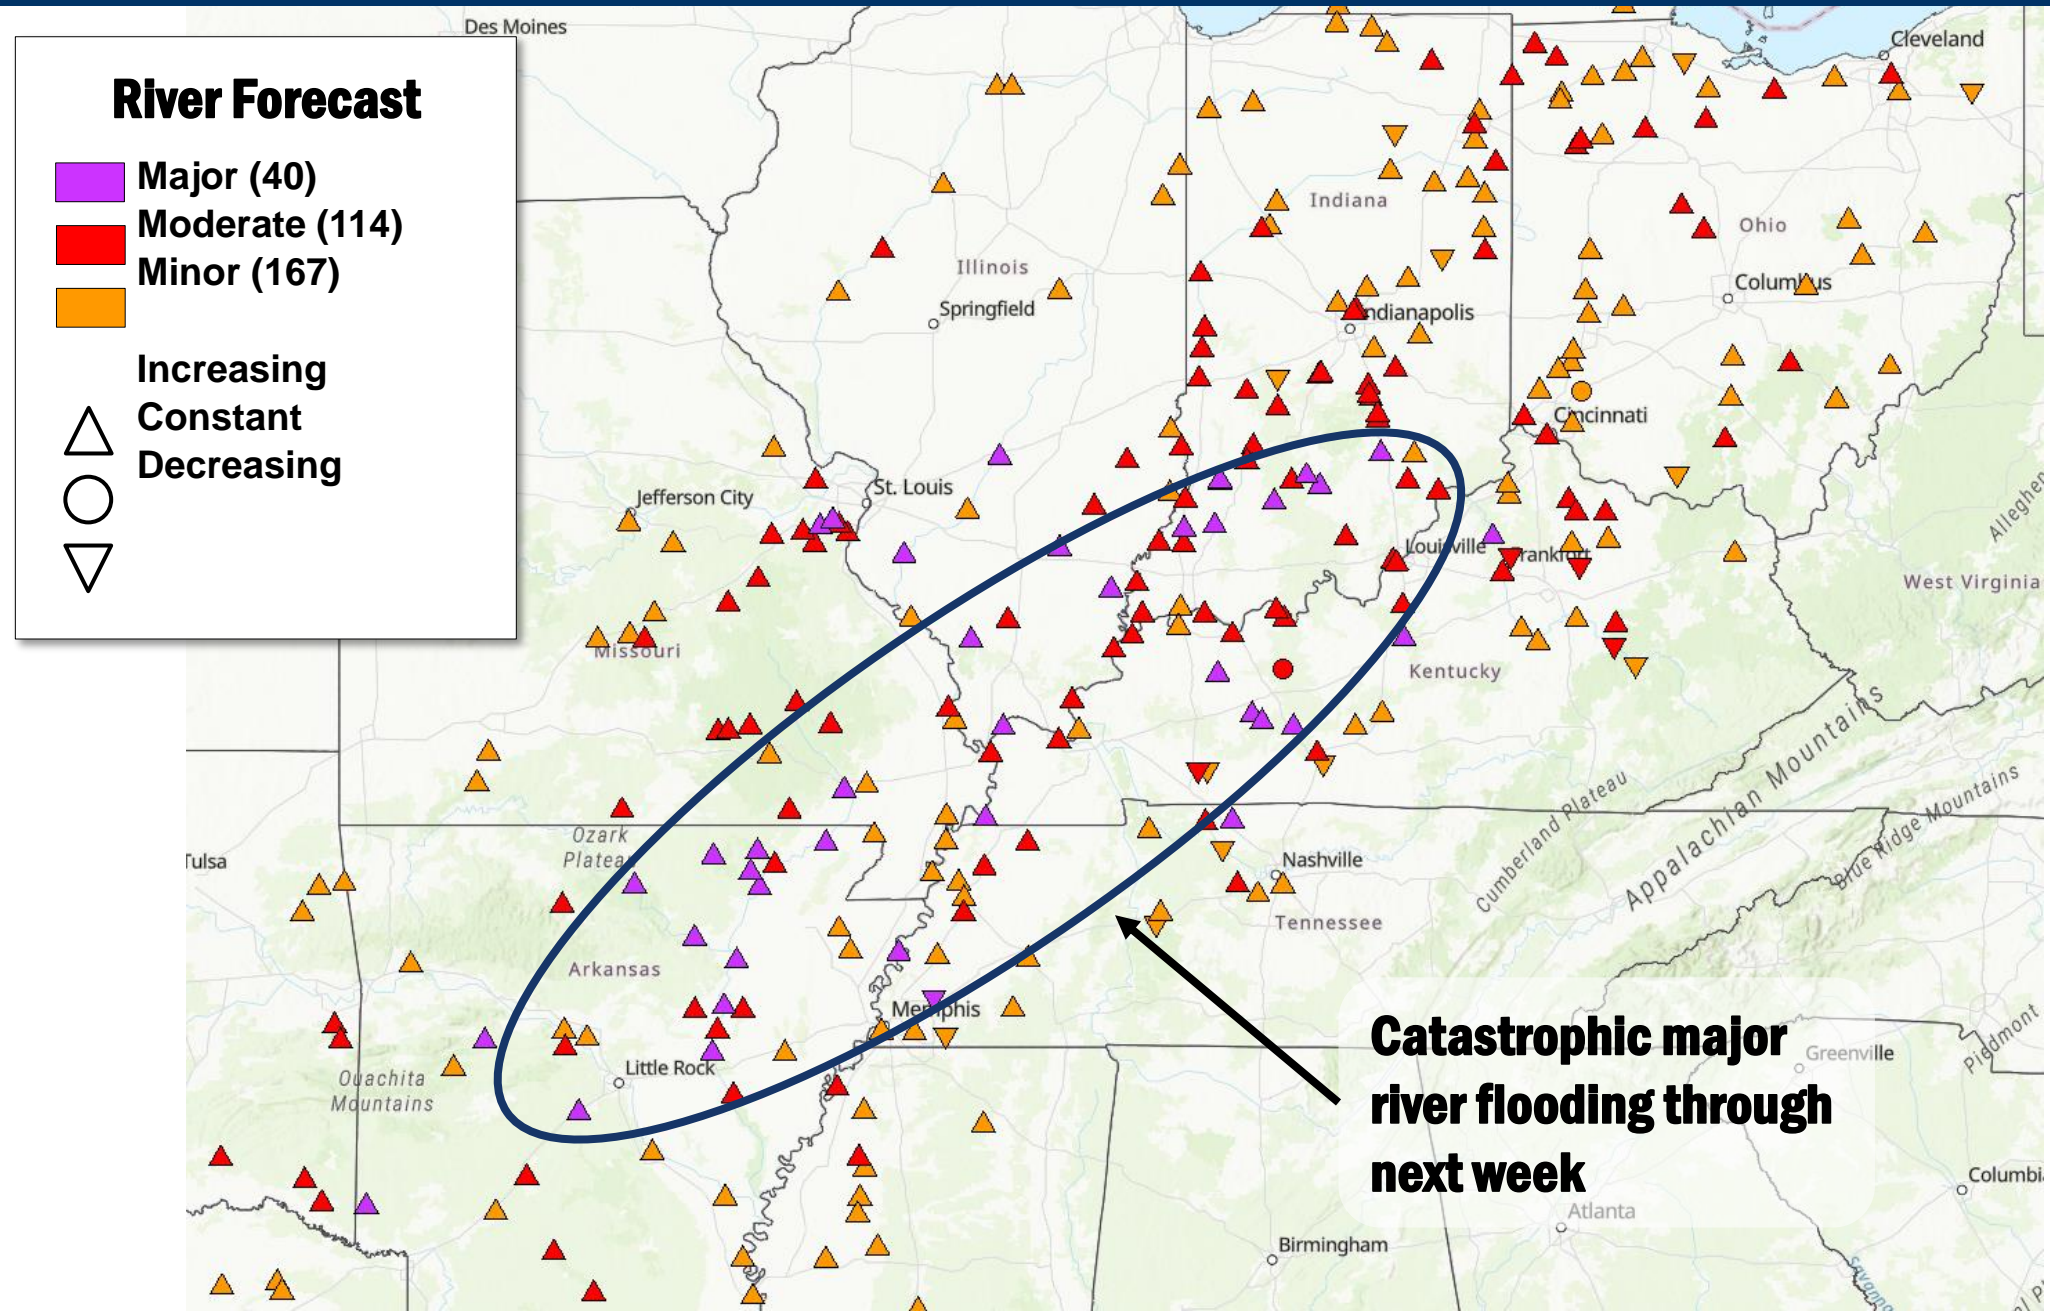 Des Moines
Cleveland
River Forecast
Major (40)
Moderate (114)
Minor (167)
Increasing
Constant
Decreasing
Indiana
Ohio
Illinois
Columbus
Springfield
Indianapolis
Cincinnati
St. Louis
Jefferson City
Alleghen
Louisville
Frankfort
West Virginia
Missouri
Kentucky
Appalachian Mountains
Cumberland Plateau
Blue Ridge Mountains
Ozark
Plateau
Tulsa
Nashville
Tennessee
Arkansas
Memphis
Catastrophic major
river flooding through
next week
Piedmont
Greenville
Little Rock
Ouachita
Mountains
Columbi
Atlanta
Birmingham
Savann